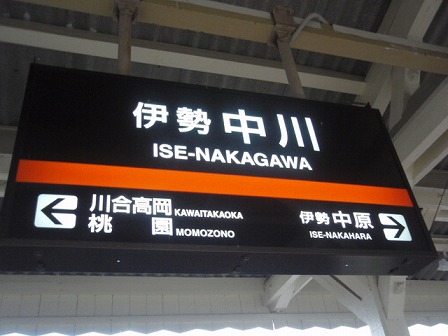 伊勢中川
ISE-NAKAGAWA
川合高岡 KAWAITAKAOKA
桃園 MOMOZONO
伊勢中原
ISE-NAKAHARA